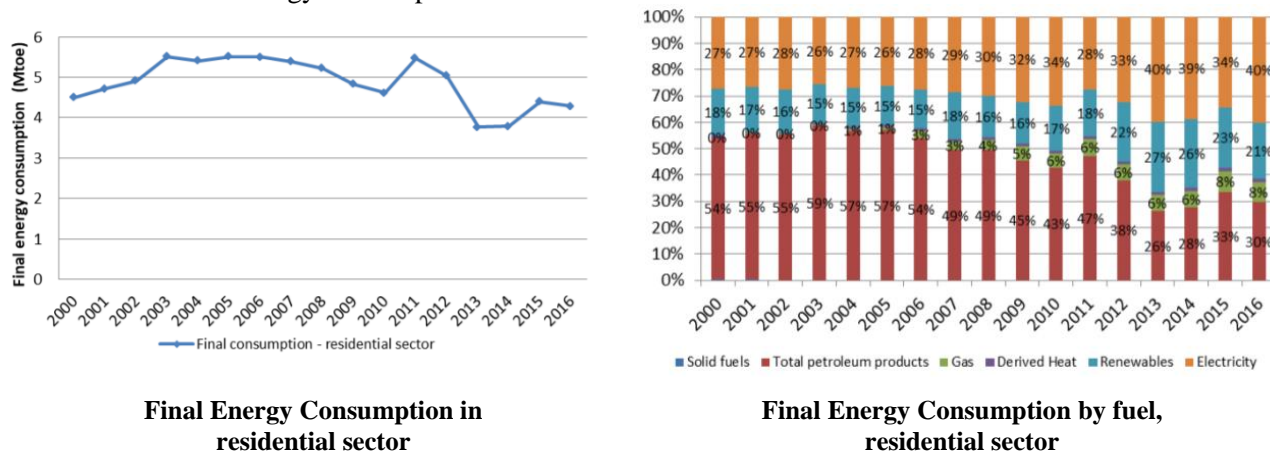 Final energy consumption (Mtoe)
6
5
4
3
2
1
0
2000 2001 2002 2003 2004 2005 2006 2007 2008 2009 2010 2011 2012 2013 2014 2015 2016
Final consumption - residential sector
Final Energy Consumption in
residential sector
100%
90%
80%
70%
60%
50%
40%
30%
20%
10%
0%
27% 27% 28% 26% 27% 26% 28% 29% 30% 32% 34% 28% 33% 40% 39% 34% 40%
18% 17% 16% 15% 15% 15% 15% 18% 16% 16% 17% 18% 22% 27% 26% 23% 21%
0% 0% 0% 0% 1% 1% 3% 3% 4% 5% 6% 6% 6% 6% 6% 8% 8%
54% 55% 55% 59% 57% 57% 54% 49% 49% 45% 43% 47% 38% 26% 28% 33% 30%
2000 2001 2002 2003 2004 2005 2006 2007 2008 2009 2010 2011 2012 2013 2014 2015 2016
Solid fuels Total petroleum products Gas Derived Heat Renewables Electricity
Final Energy Consumption by fuel,
residential sector